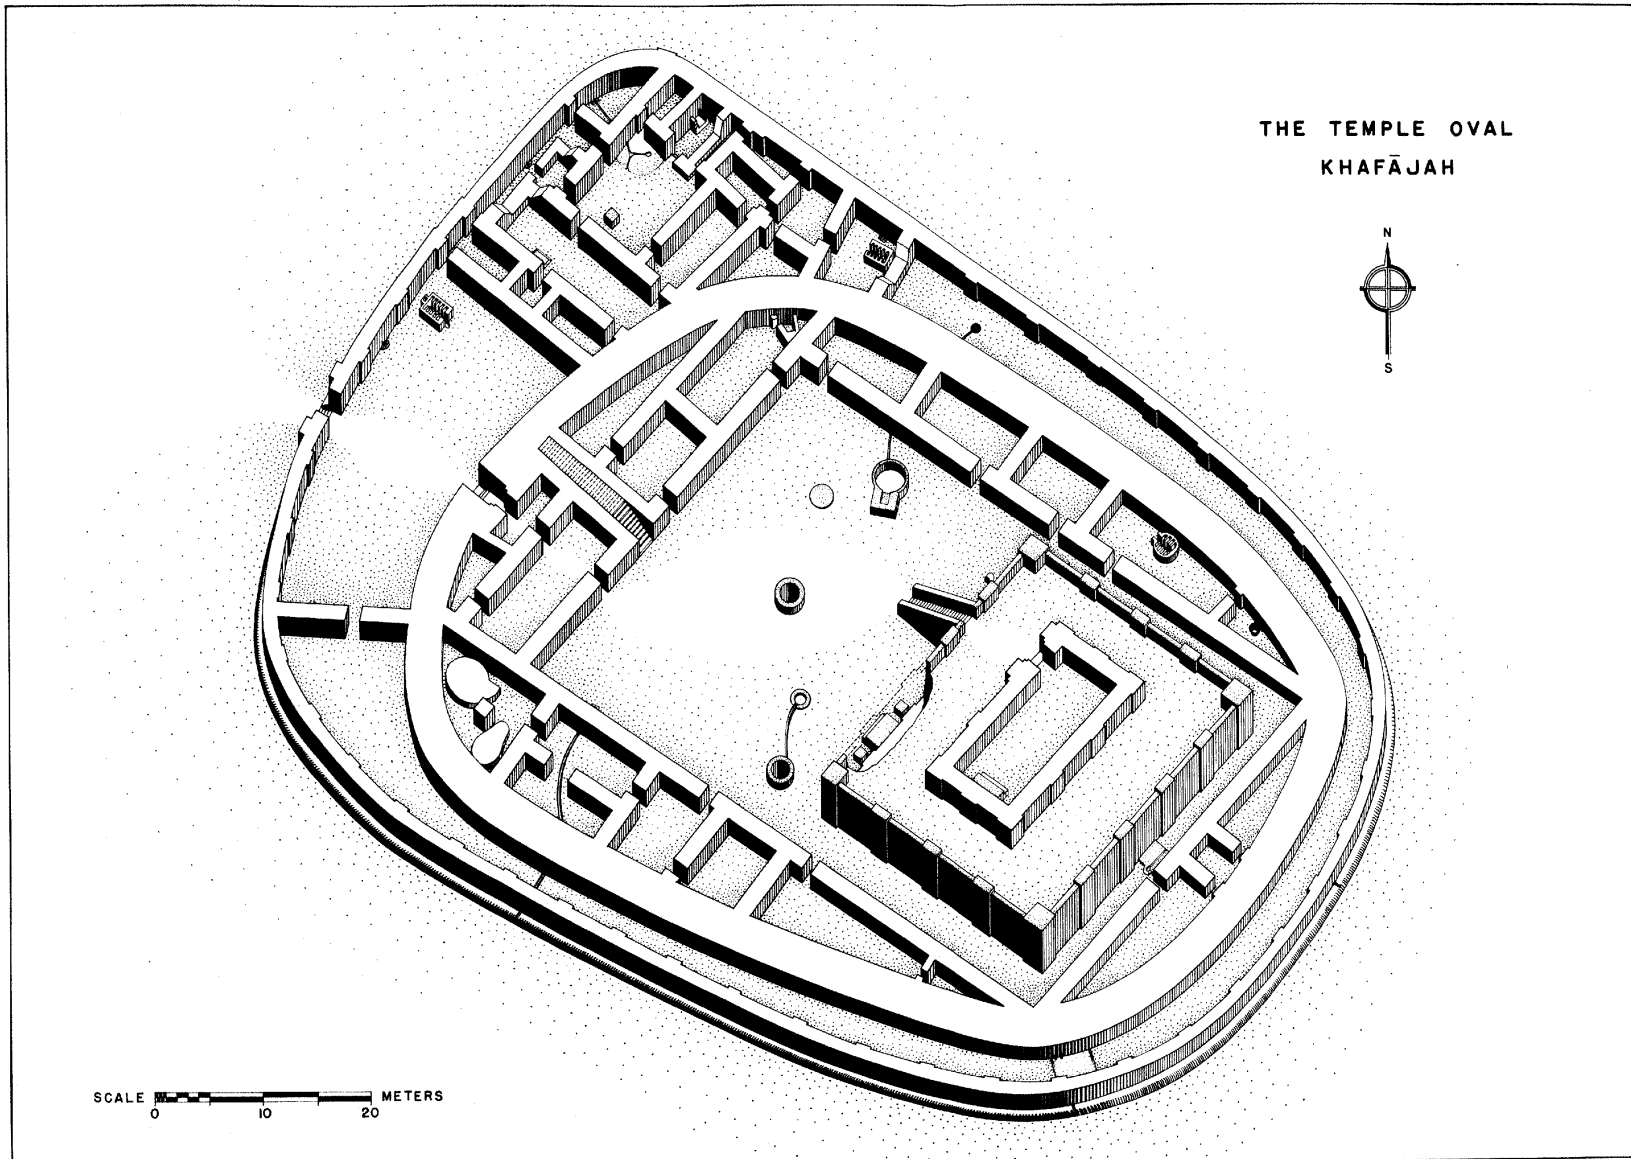 THE TEMPLE OVAL
KHAFĀJAH
N
S
SCALE
METERS
0 10 20